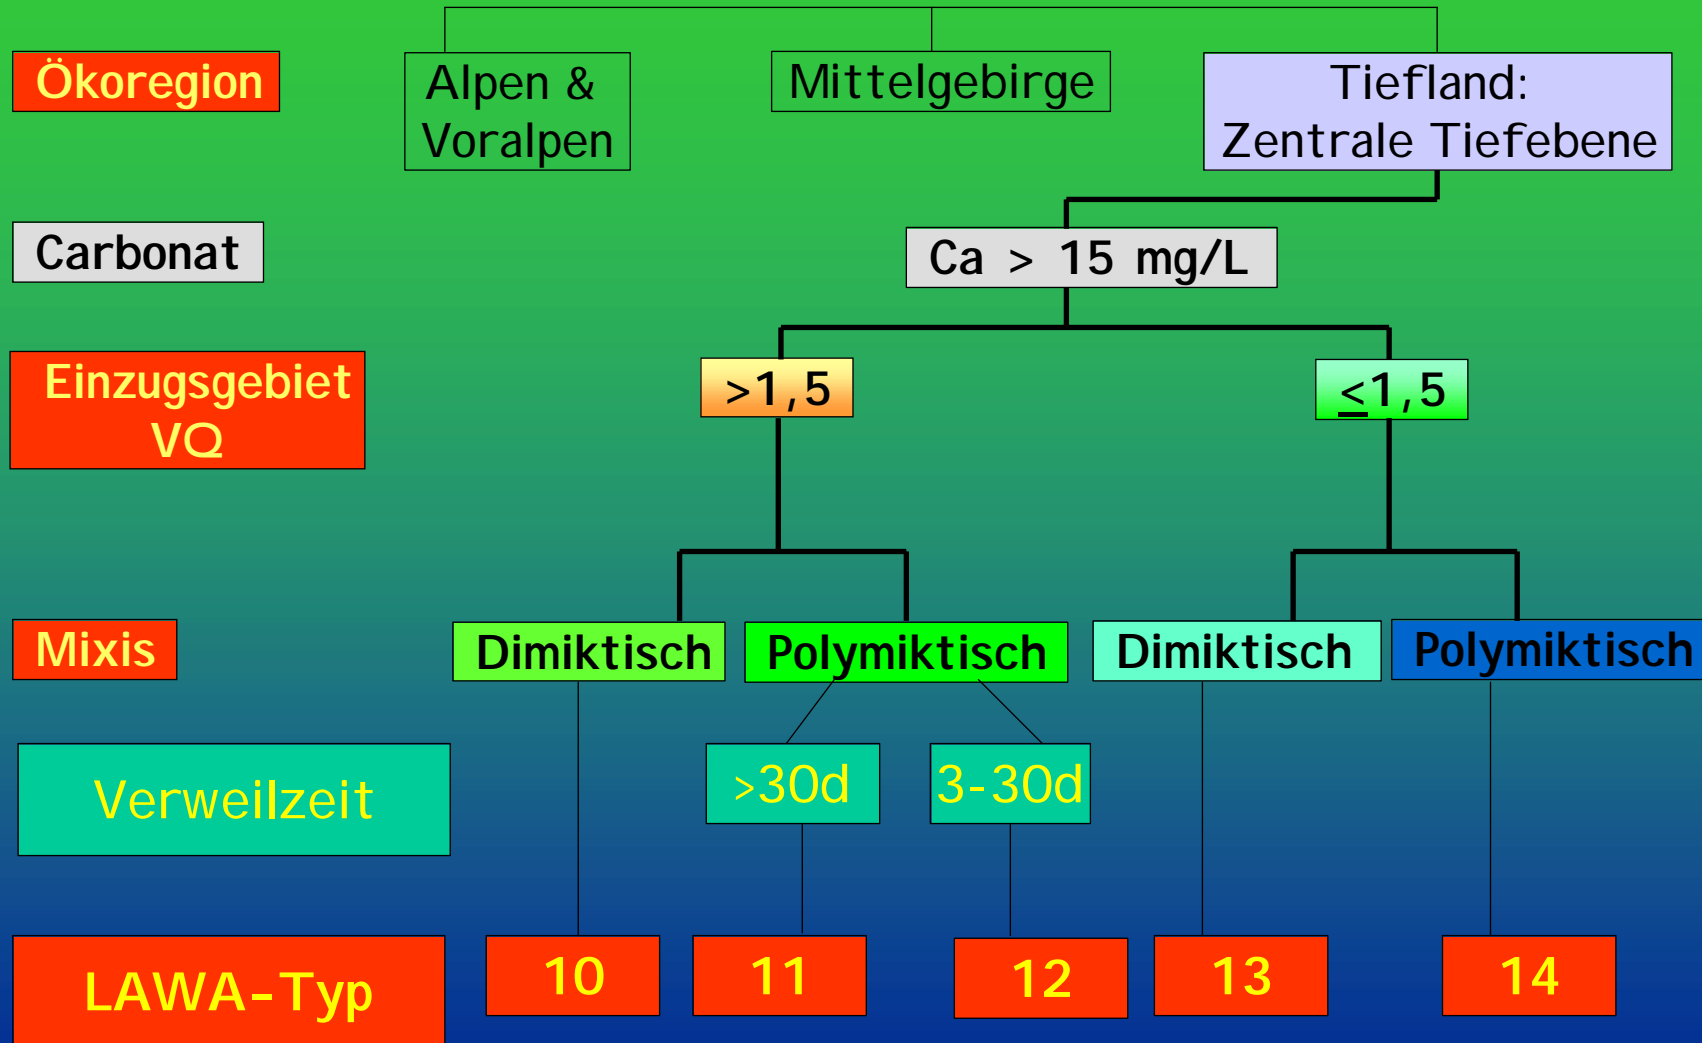 Ökoregion
Alpen &
Voralpen
Mittelgebirge
Tiefland:
Zentrale Tiefebene
Carbonat
Ca > 15 mg/L
Einzugsgebiet
VQ
>1,5
≤1,5
Mixis
Dimiktisch
Polymiktisch
Dimiktisch
Polymiktisch
Verweilzeit
>30d
3-30d
LAWA-Typ
10
11
12
13
14